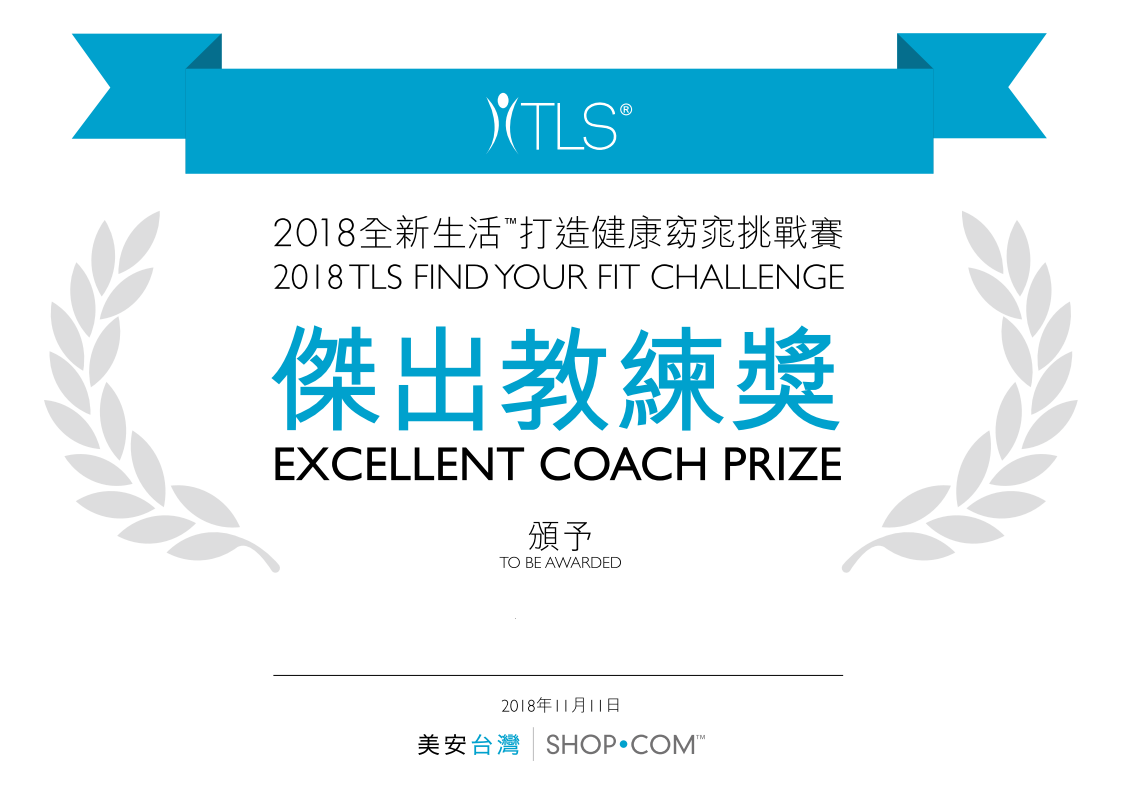 TLS®
2018全新生活™打造健康窈窕挑戰賽
2018 TLS FIND YOUR FIT CHALLENGE
傑出教練獎
EXCELLENT COACH PRIZE
頒予
TO BE AWARDED
2018年11月11日
美安台灣 | SHOP•COM™